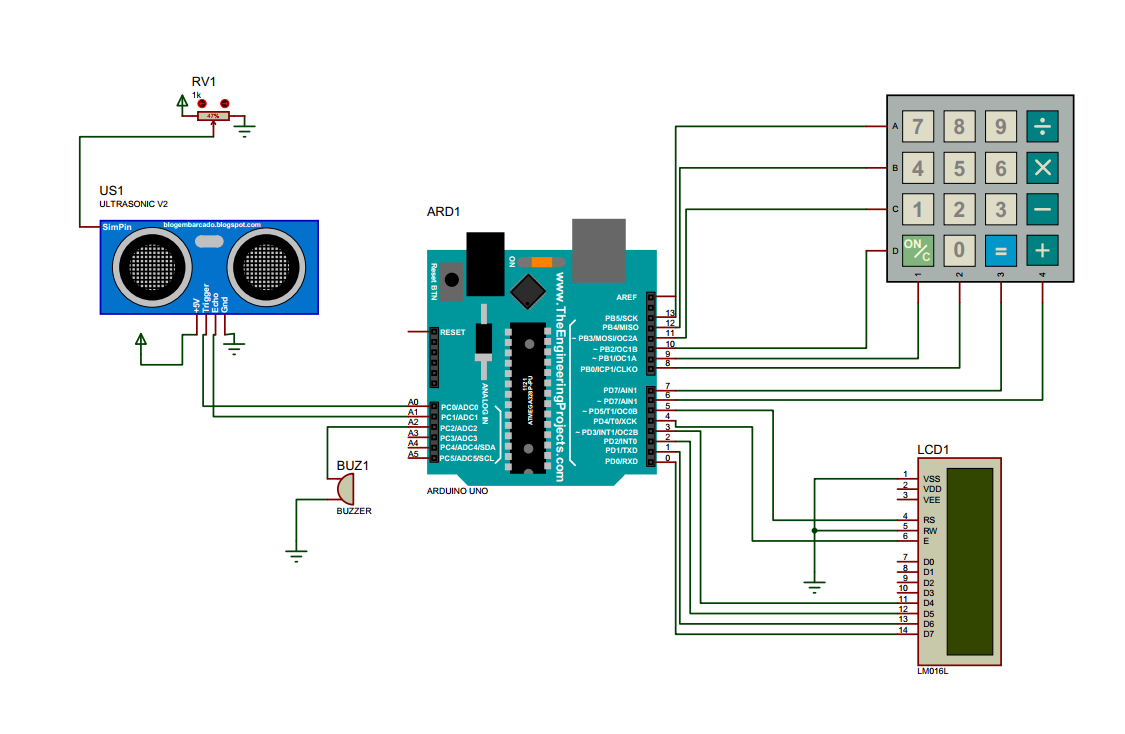 RV1
1k
47%
US1
ULTRASONIC V2
SimPin
blogembarcado.blogspot.com
+5V
Trigger
Echo
Gnd
ARD1
Reset BTN
ON
www.TheEngineeringProjects.com
ANALOG IN
1121
ATMEGA328P-PU
RESET
A0 PC0/ADC0
A1 PC1/ADC1
A2 PC2/ADC2
A3 PC3/ADC3
A4 PC4/ADC4/SDA
A5 PC5/ADC5/SCL
AREF
PB5/SCK 13
PB4/MISO 12
~ PB3/MOSI/OC2A 11
~ PB2/OC1B 10
~ PB1/OC1A 9
PB0/ICP1/CLKO 8
PD7/AIN1 7
~ PD7/AIN1 6
~ PD5/T1/OC0B 5
PD4/T0/XCK 4
~ PD3/INT1/OC2B 3
PD2/INT0 2
PD1/TXD 1
PD0/RXD 0
ARDUINO UNO
BUZ1
BUZZER
A 7 8 9 ÷
B 4 5 6 ×
C 1 2 3 −
D ON/C 0 = +
1 2 3 4
LCD1
1 VSS
2 VDD
3 VEE
4 RS
5 RW
6 E
7 D0
8 D1
9 D2
10 D3
11 D4
12 D5
13 D6
14 D7
LM016L